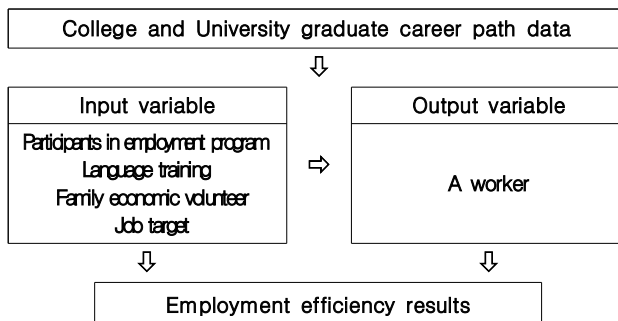 College and University graduate career path data
Input variable
Participants in employment program
Language training
Family economic volunteer
Job target
Output variable
A worker
Employment efficiency results